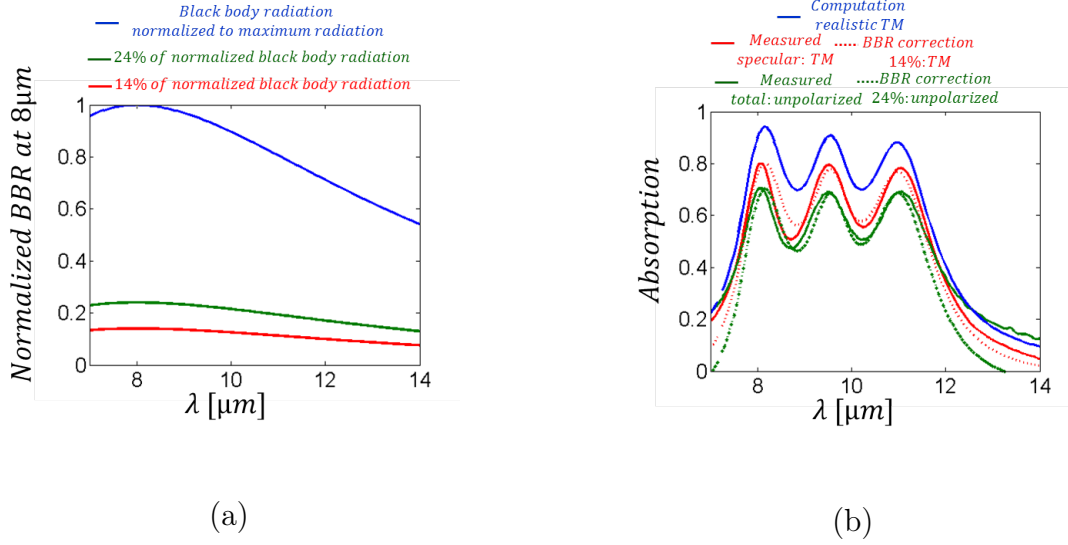 Black body radiation
normalized to maximum radiation
24% of normalized black body radiation
14% of normalized black body radiation
Normalized BBR at 8μm
1
0.8
0.6
0.4
0.2
0
8
10
12
14
λ [μm]
(a)
Computation
realistic TM
Measured
specular: TM
BBR correction
14%: TM
Measured
total: unpolarized
BBR correction
24%: unpolarized
Absorption
1
0.8
0.6
0.4
0.2
0
8
10
12
14
λ [μm]
(b)